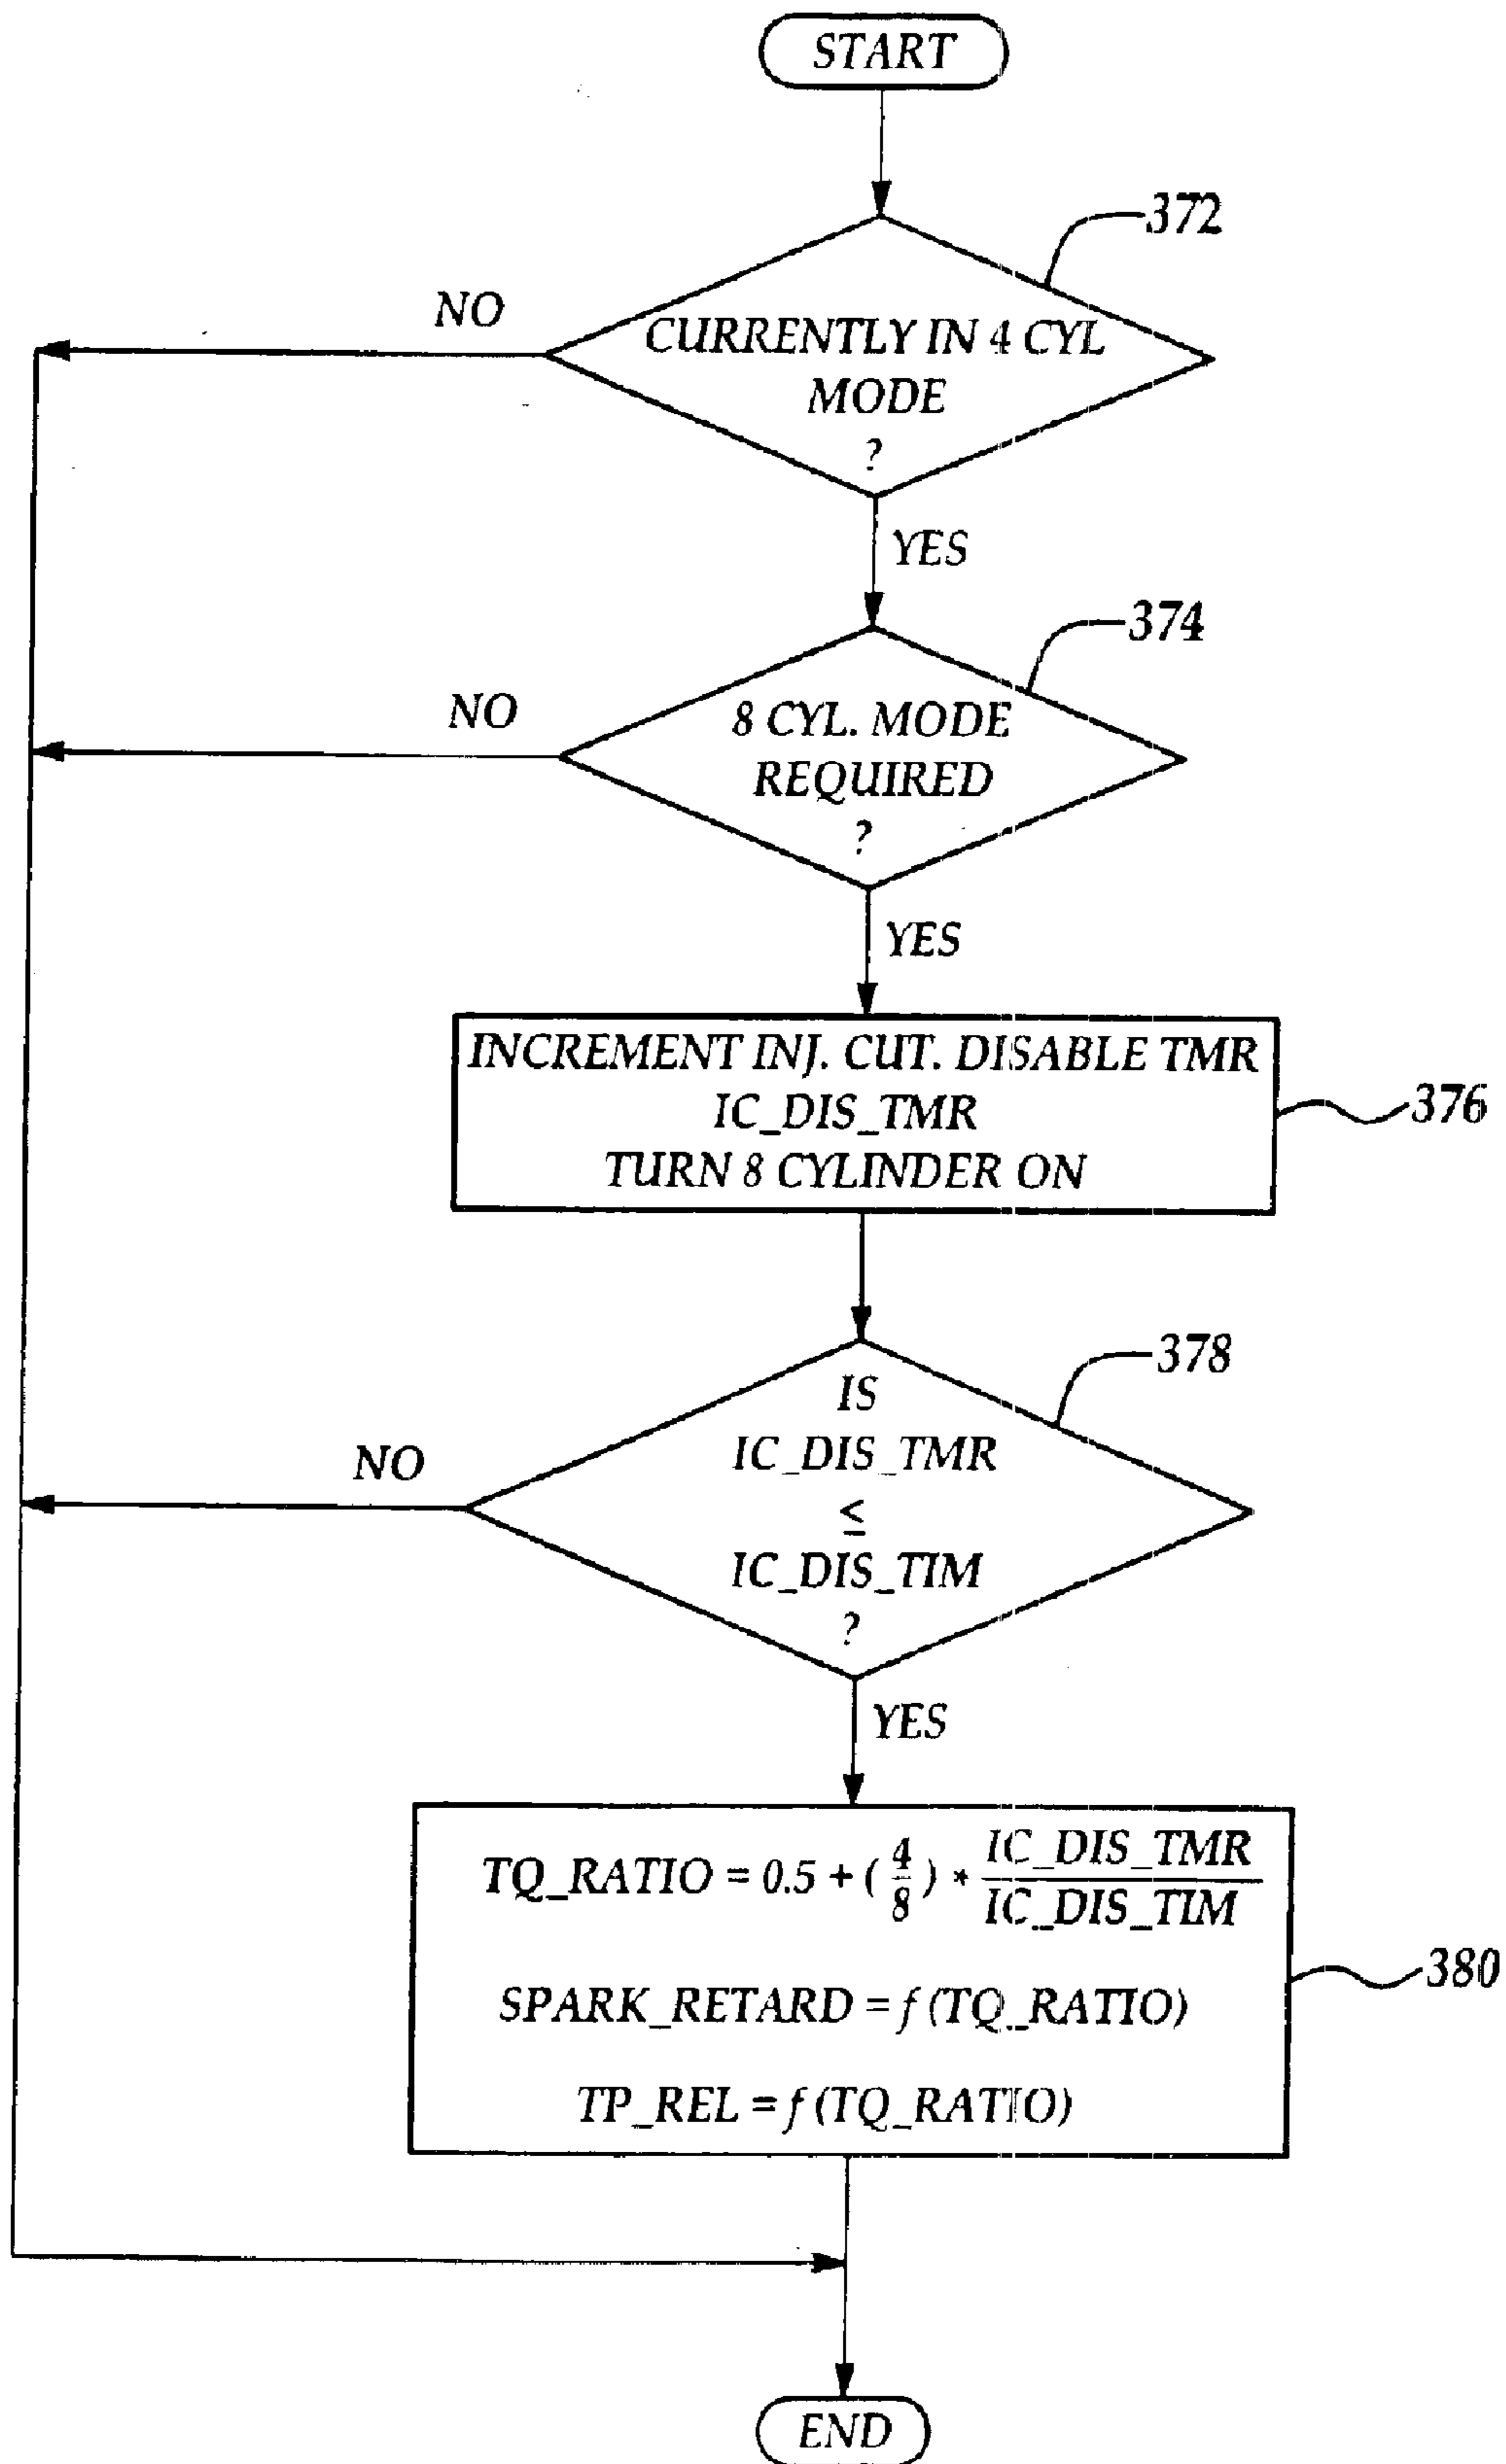 START
372
NO
CURRENTLY IN 4 CYL
MODE
?
YES
374
NO
8 CYL. MODE
REQUIRED
?
YES
INCREMENT INJ. CUT. DISABLE TMR
IC_DIS_TMR
TURN 8 CYLINDER ON
376
378
IS
NO
IC_DIS_TMR
≤
IC_DIS_TIM
?
YES
TQ_RATIO = 0.5 + (4/8) * IC_DIS_TMR/IC_DIS_TIM
SPARK_RETARD = f (TQ_RATIO)
380
TP_REL = f (TQ_RATIO)
END